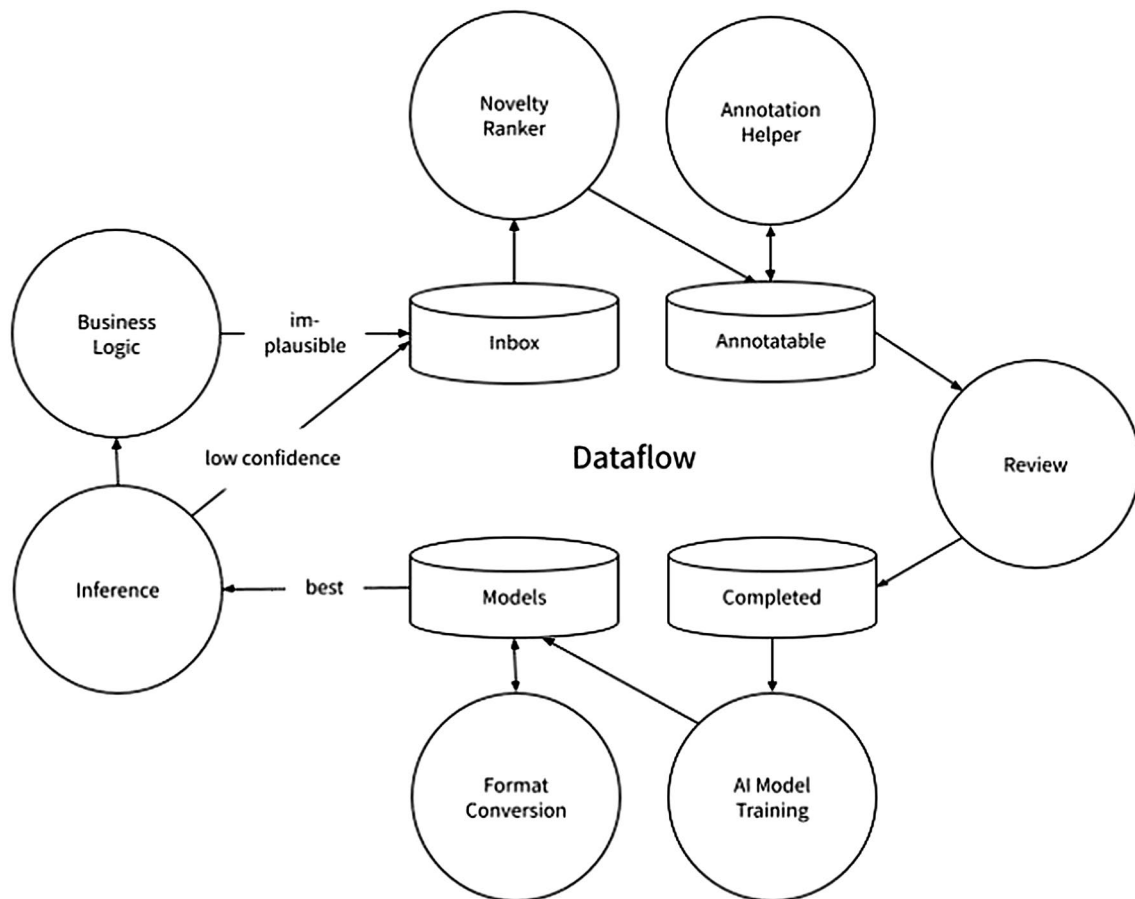 Novelty
Ranker
Annotation
Helper
Business
Logic
im-
plausible
Inbox
Annotatable
low confidence
Dataflow
Review
Inference
best
Models
Completed
Format
Conversion
AI Model
Training